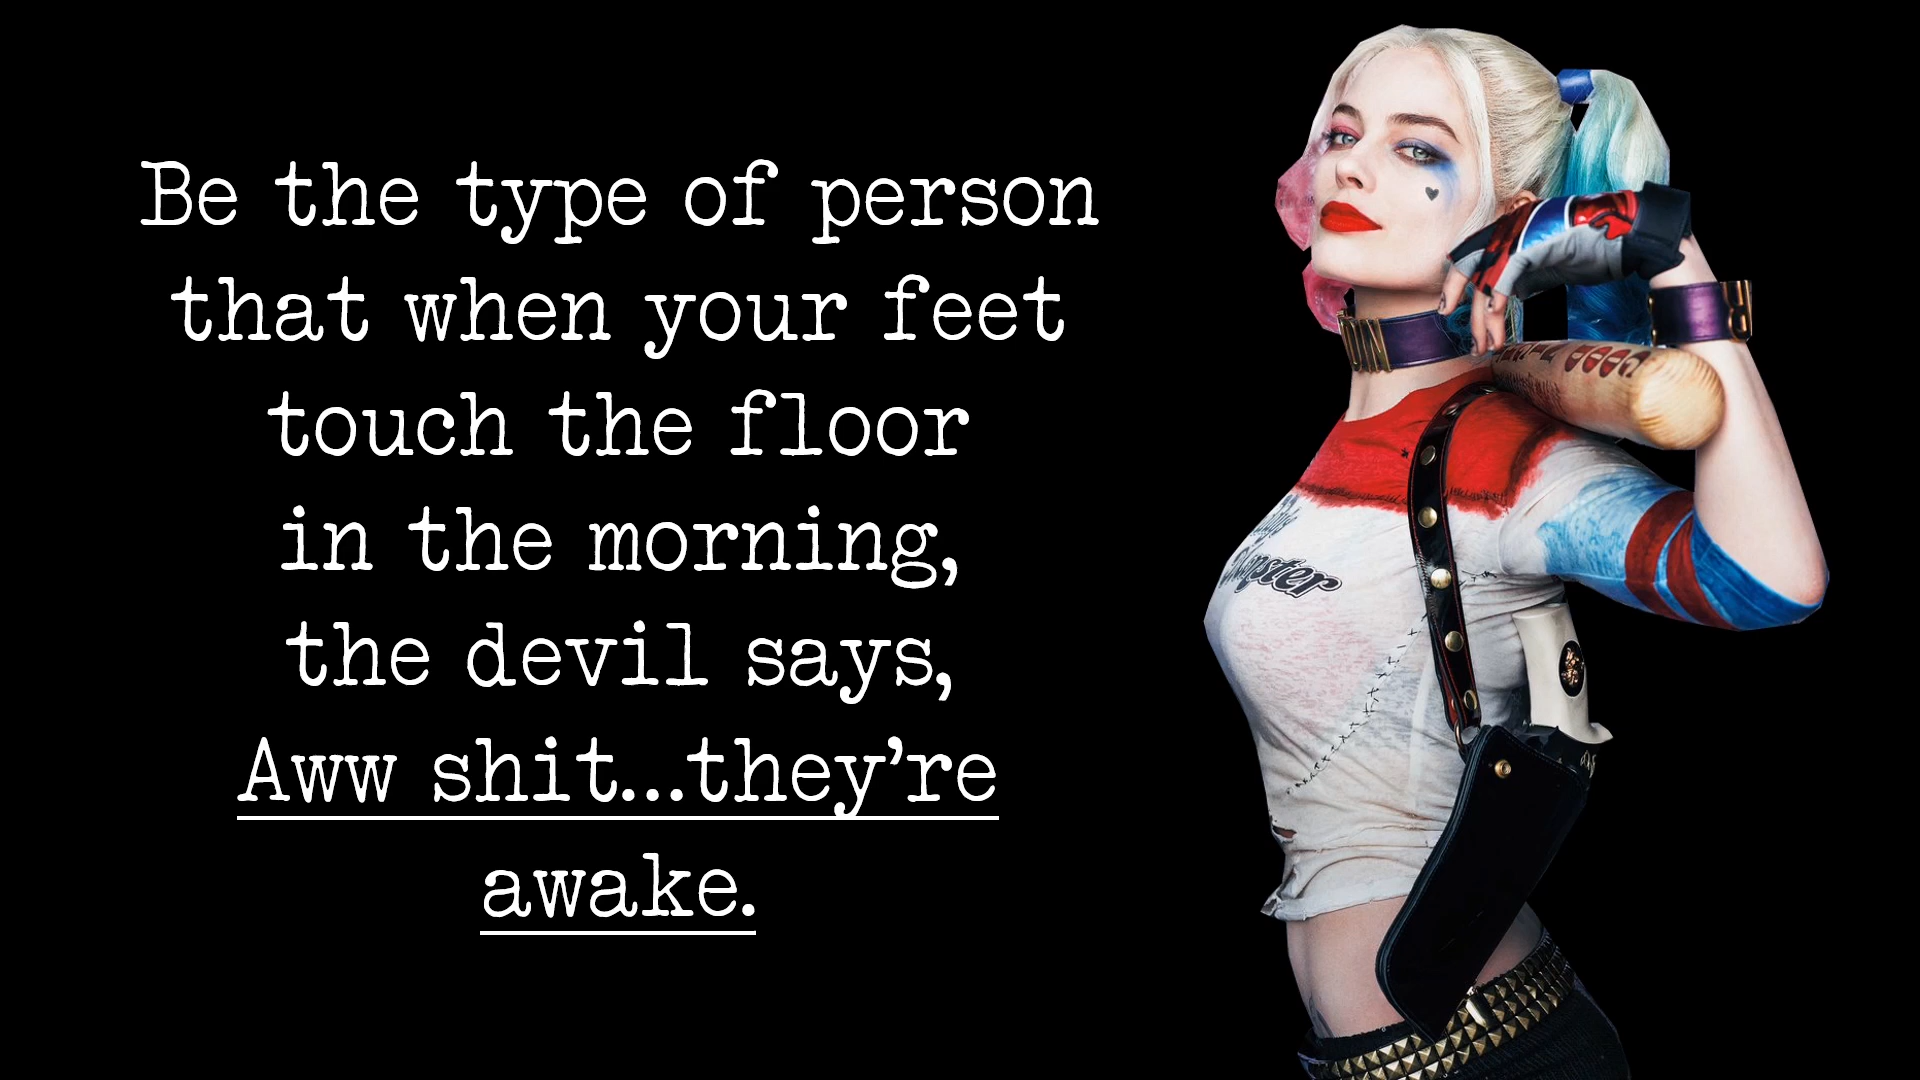 Be the type of person
that when your feet
touch the floor
in the morning,
the devil says,
Aww shit...they’re
awake.